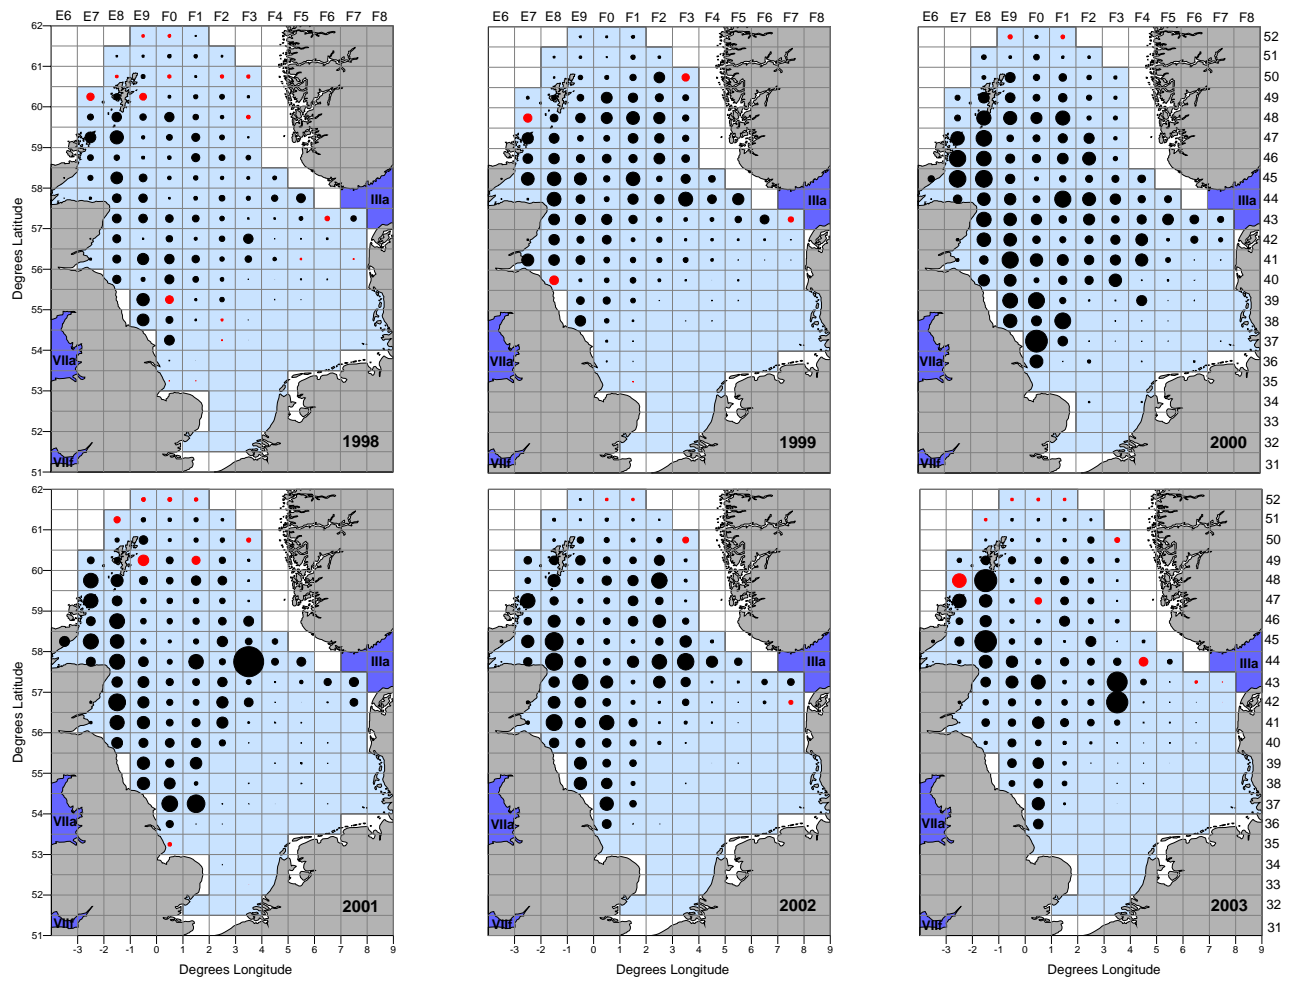 E6 E7 E8 E9 F0 F1 F2 F3 F4 F5 F6 F7 F8
E6 E7 E8 E9 F0 F1 F2 F3 F4 F5 F6 F7 F8
E6 E7 E8 E9 F0 F1 F2 F3 F4 F5 F6 F7 F8
Degrees Latitude
62
61
60
59
58
57
56
55
54
53
52
51
IIIa
VIIa
VIIf
1998
IIIa
VIIa
VIIf
1999
IIIa
VIIa
VIIf
2000
52
51
50
49
48
47
46
45
44
43
42
41
40
39
38
37
36
35
34
33
32
31
Degrees Latitude
62
61
60
59
58
57
56
55
54
53
52
51
IIIa
VIIa
VIIf
2001
IIIa
VIIa
VIIf
2002
IIIa
VIIa
VIIf
2003
52
51
50
49
48
47
46
45
44
43
42
41
40
39
38
37
36
35
34
33
32
31
-3 -2 -1 0 1 2 3 4 5 6 7 8 9
-3 -2 -1 0 1 2 3 4 5 6 7 8 9
-3 -2 -1 0 1 2 3 4 5 6 7 8 9
Degrees Longitude
Degrees Longitude
Degrees Longitude